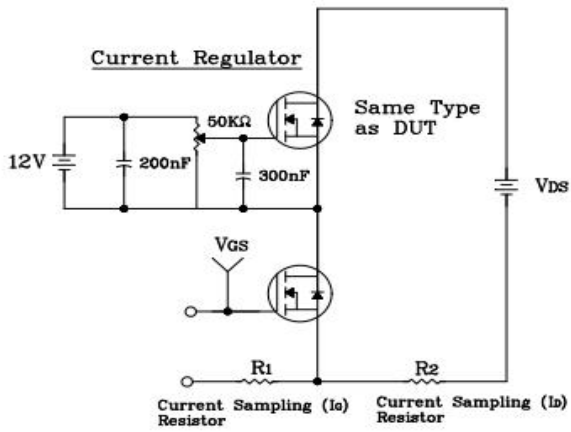 Current Regulator
50KΩ
Same Type
as DUT
12V
200nF
300nF
VDS
VGS
R1
R2
Current Sampling (IG)
Resistor
Current Sampling (ID)
Resistor